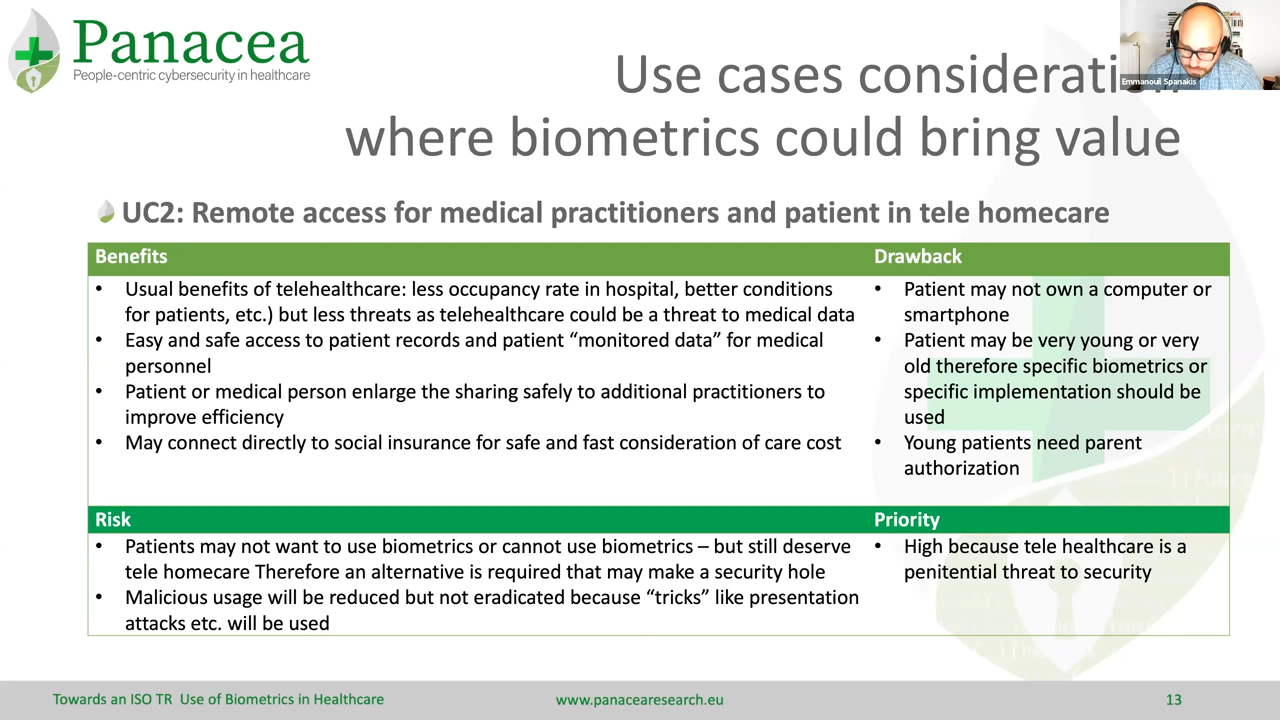 Panacea
People-centric cybersecurity in healthcare
Emmanouil Spanakis
Use cases consideration
where biometrics could bring value
UC2: Remote access for medical practitioners and patient in tele homecare
Benefits
• Usual benefits of telehealthcare: less occupancy rate in hospital, better conditions
for patients, etc.) but less threats as telehealthcare could be a threat to medical data
• Easy and safe access to patient records and patient “monitored data” for medical
personnel
• Patient or medical person enlarge the sharing safely to additional practitioners to
improve efficiency
• May connect directly to social insurance for safe and fast consideration of care cost
Drawback
• Patient may not own a computer or
smartphone
• Patient may be very young or very
old therefore specific biometrics or
specific implementation should be
used
• Young patients need parent
authorization
Risk
• Patients may not want to use biometrics or cannot use biometrics – but still deserve
tele homecare Therefore an alternative is required that may make a security hole
• Malicious usage will be reduced but not eradicated because “tricks” like presentation
attacks etc. will be used
Priority
• High because tele healthcare is a
penitential threat to security
Towards an ISO TR Use of Biometrics in Healthcare
www.panacearesearch.eu
13